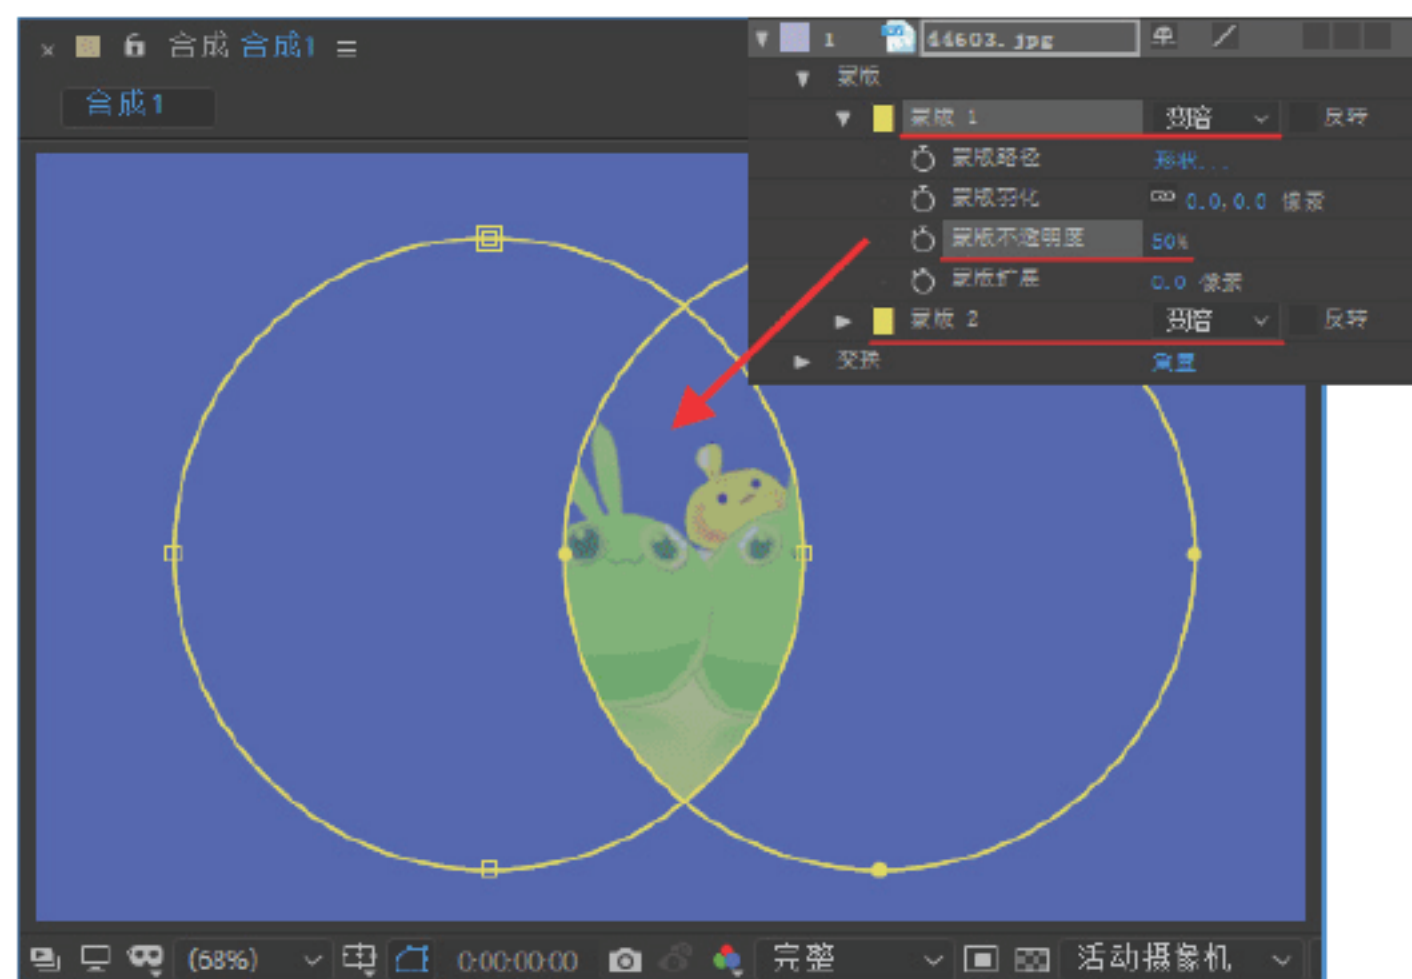 合成 合成1
合成1
1 44603.jpg
蒙版
蒙版 1 变暗 反转
蒙版路径 形状...
蒙版羽化 0.0,0.0 像素
蒙版不透明度 50%
蒙版扩展 0.0 像素
蒙版 2 变暗 反转
变换 重置
(68%) 0:00:00:00 完整 活动摄像机